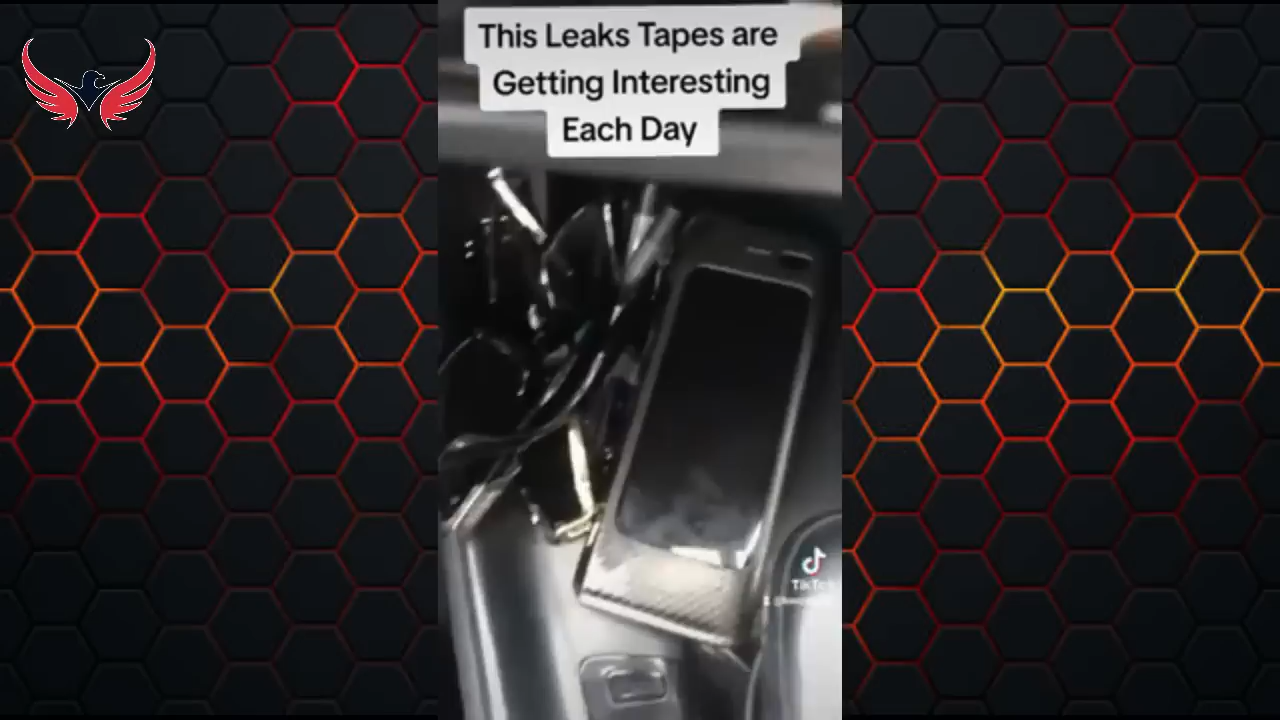 This Leaks Tapes are
Getting Interesting
Each Day
TikTok